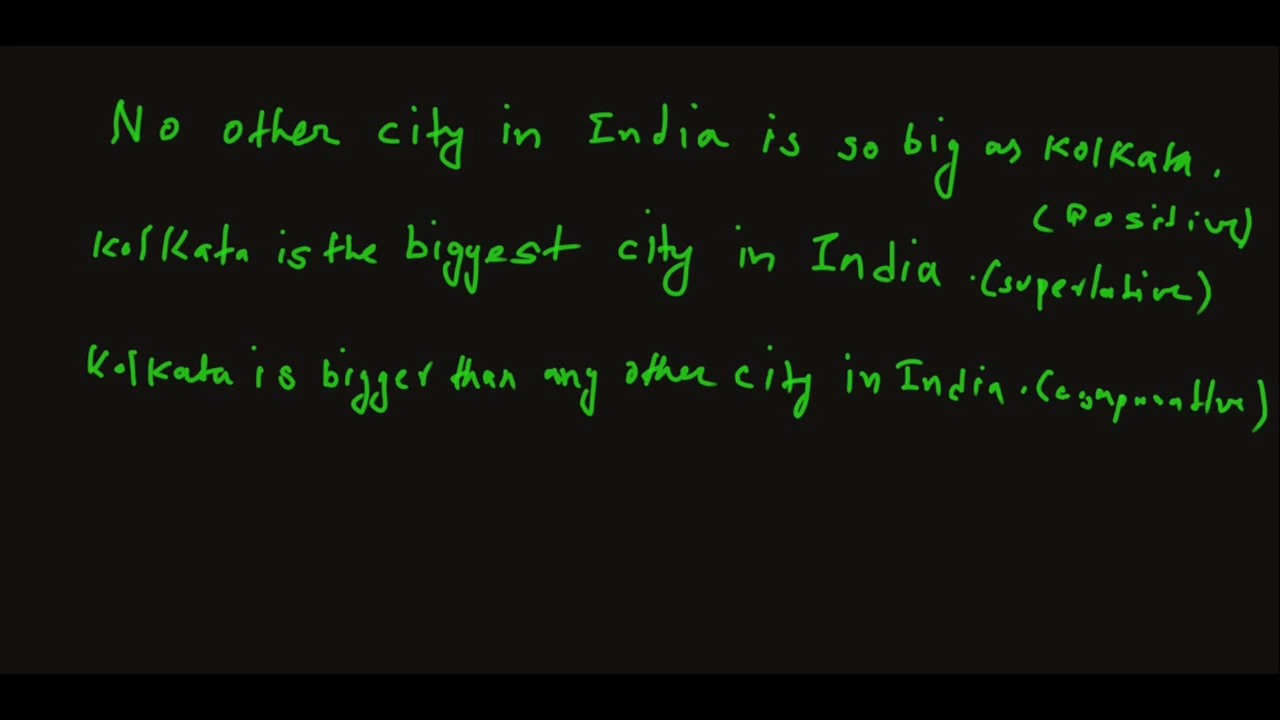 No other city in India is so big as Kolkata.
(Positive)
Kolkata is the biggest city in India. (superlative)
Kolkata is bigger than any other city in India. (comparative)